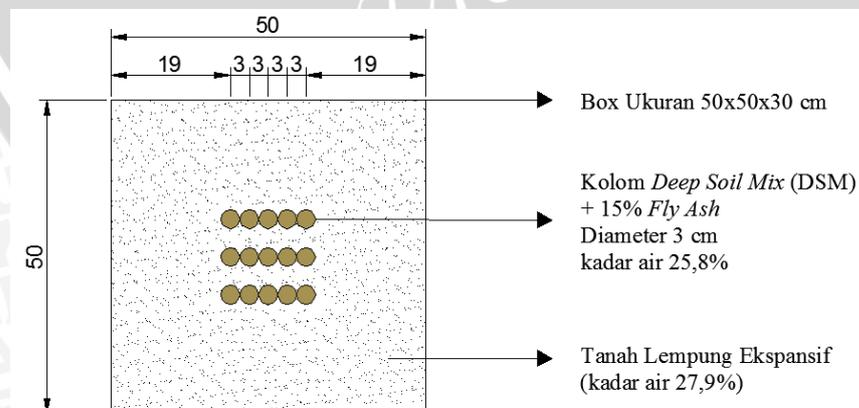 50
19 3 3 3 3 19
Box Ukuran 50x50x30 cm
Kolom Deep Soil Mix (DSM)
+ 15% Fly Ash
Diameter 3 cm
kadar air 25,8%
50
Tanah Lempung Ekspansif
(kadar air 27,9%)